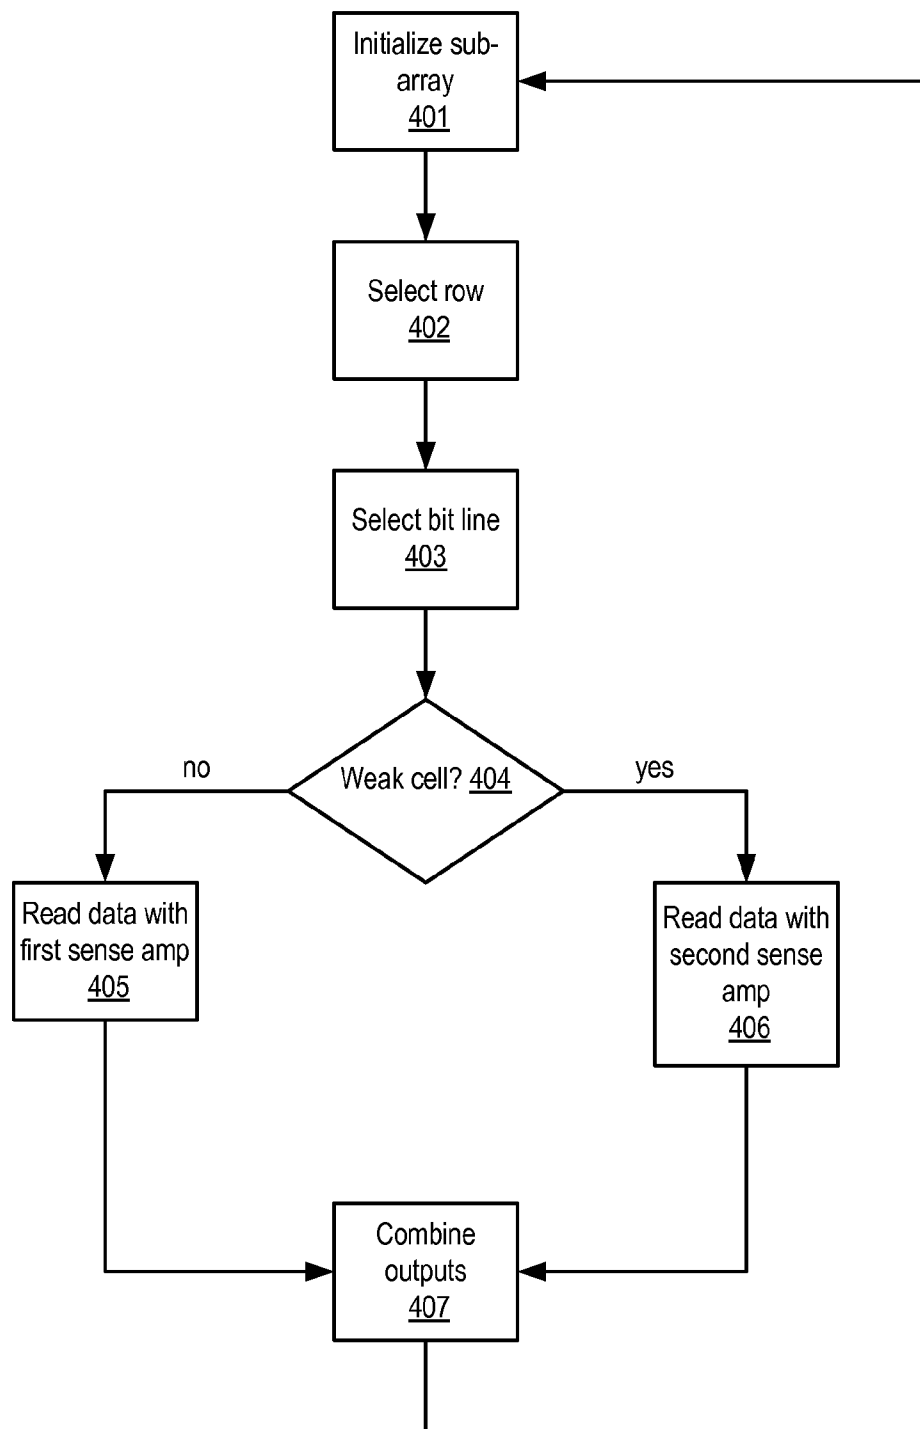 Initialize sub-
array
401
Select row
402
Select bit line
403
Weak cell? 404
no
yes
Read data with
first sense amp
405
Read data with
second sense
amp
406
Combine
outputs
407